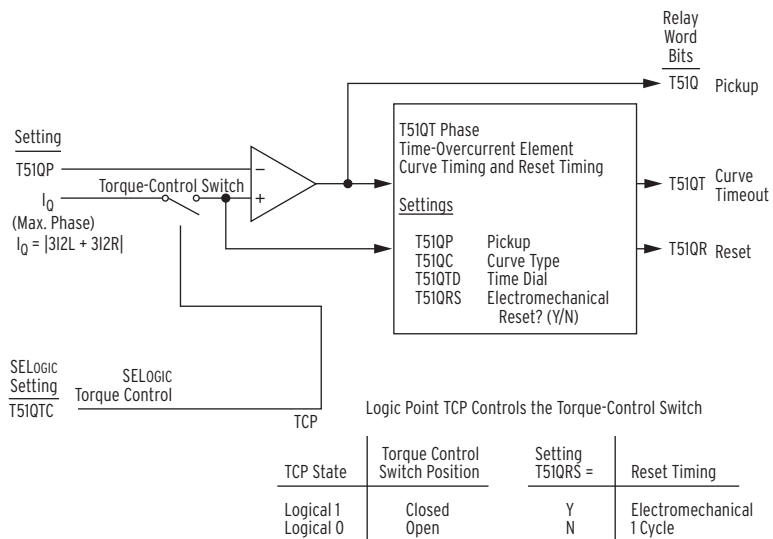 Relay
Word
Bits
T51Q Pickup
Setting
T51QP
IQ
(Max. Phase)
IQ = |3I2L + 3I2R|
Torque-Control Switch
–
+
T51QT Phase
Time-Overcurrent Element
Curve Timing and Reset Timing
Settings
T51QP Pickup
T51QC Curve Type
T51QTD Time Dial
T51QRS Electromechanical
Reset? (Y/N)
T51QT Curve
Timeout
T51QR Reset
SELOGIC
Setting
T51QTC
SELOGIC
Torque Control
TCP
Logic Point TCP Controls the Torque-Control Switch
TCP State
Torque Control
Switch Position
Setting
T51QRS =
Reset Timing
Logical 1 Closed Y Electromechanical
Logical 0 Open N 1 Cycle